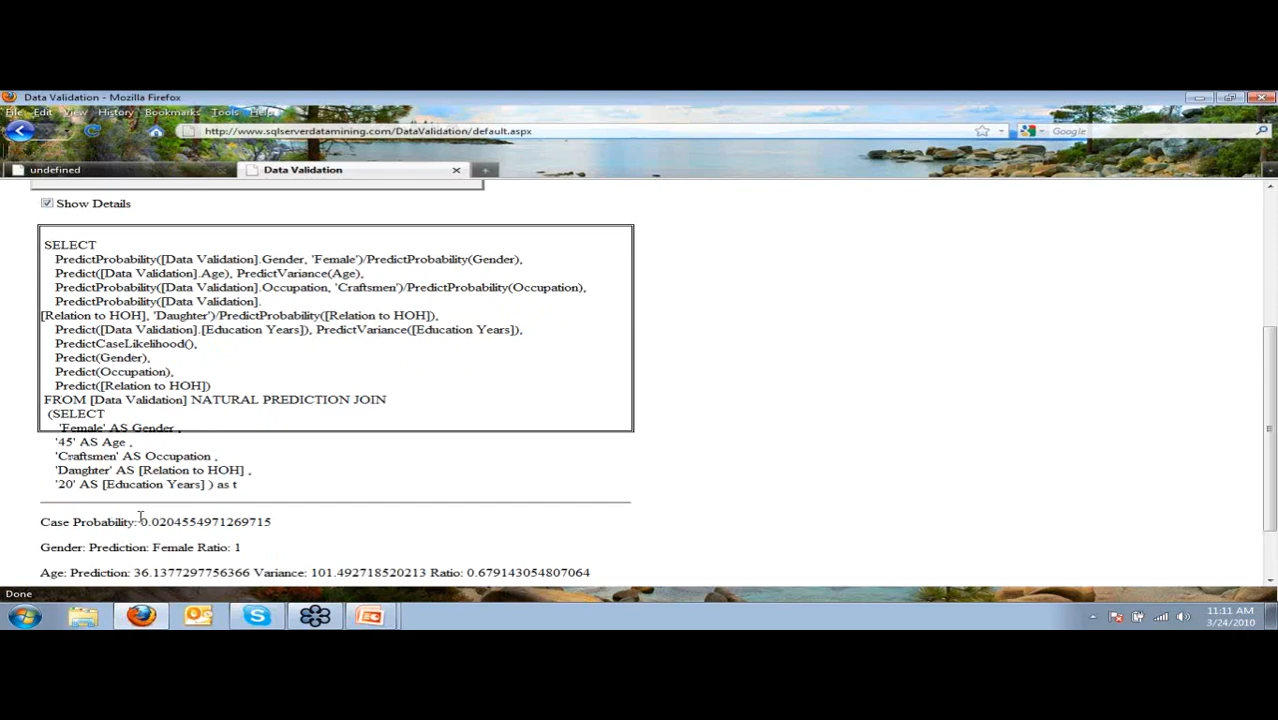 Data Validation - Mozilla Firefox
File Edit View History Bookmarks Tools Help
http://www.sqlserverdatamining.com/DataValidation/default.aspx
Google
undefined
Data Validation
Show Details
SELECT
PredictProbability([Data Validation].Gender, 'Female')/PredictProbability(Gender),
Predict([Data Validation].Age), PredictVariance(Age),
PredictProbability([Data Validation].Occupation, 'Craftsmen')/PredictProbability(Occupation),
PredictProbability([Data Validation].
[Relation to HOH], 'Daughter')/PredictProbability([Relation to HOH]),
Predict([Data Validation].[Education Years]), PredictVariance([Education Years]),
PredictCaseLikelihood(),
Predict(Gender),
Predict(Occupation),
Predict([Relation to HOH])
FROM [Data Validation] NATURAL PREDICTION JOIN
(SELECT
'Female' AS Gender ,
'45' AS Age ,
'Craftsmen' AS Occupation ,
'Daughter' AS [Relation to HOH] ,
'20' AS [Education Years] ) as t
Case Probability: 0.0204554971269715
Gender: Prediction: Female Ratio: 1
Age: Prediction: 36.1377297756366 Variance: 101.492718520213 Ratio: 0.679143054807064
Done
11:11 AM
3/24/2010